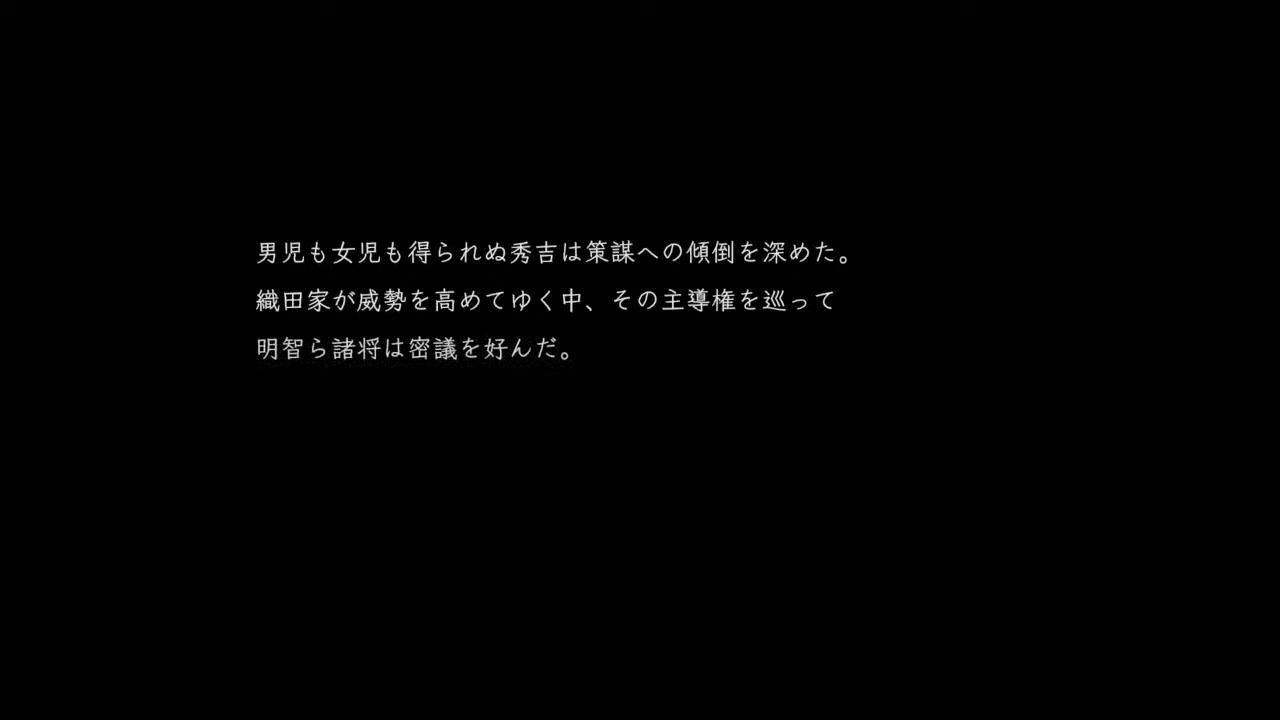 男児も女児も得られぬ秀吉は策謀への傾倒を深めた。
織田家が威勢を高めてゆく中、その主導権を巡って
明智ら諸将は密議を好んだ。